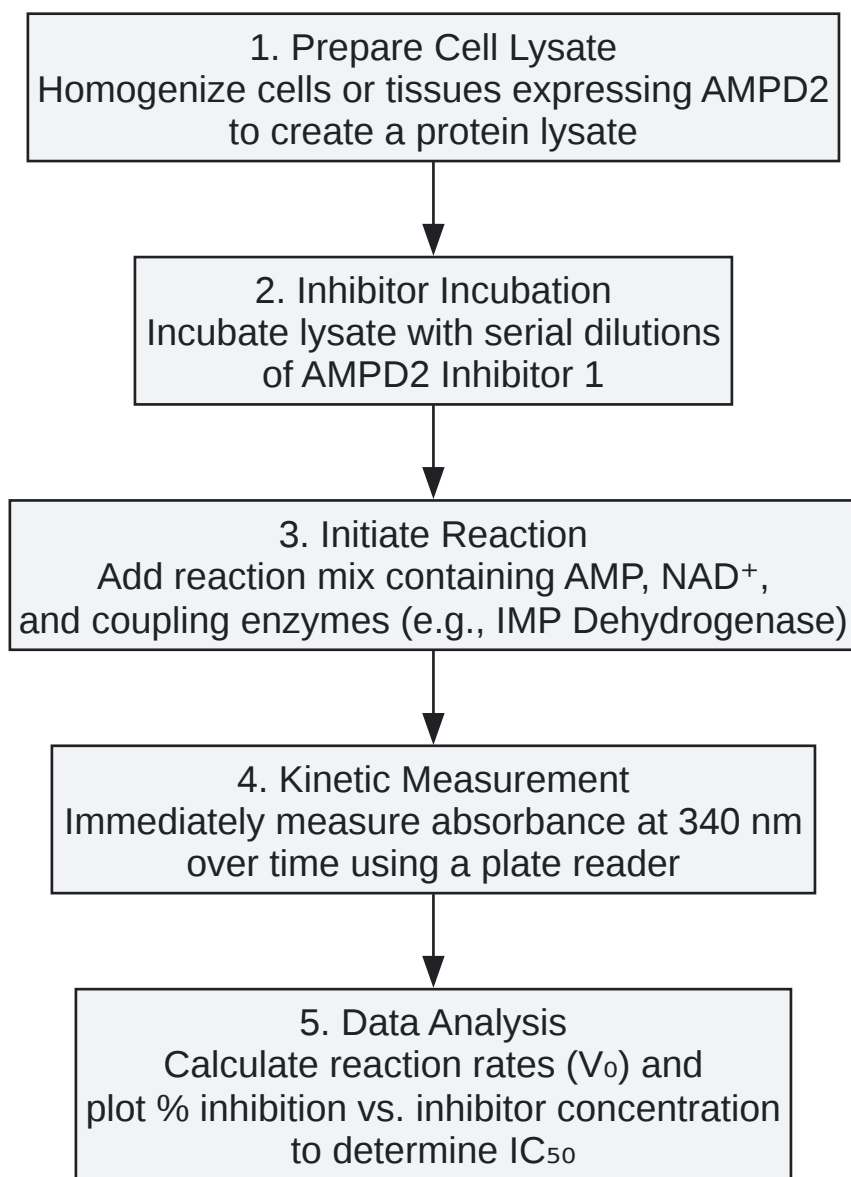 1. Prepare Cell Lysate
Homogenize cells or tissues expressing AMPD2
to create a protein lysate
2. Inhibitor Incubation
Incubate lysate with serial dilutions
of AMPD2 Inhibitor 1
3. Initiate Reaction
Add reaction mix containing AMP, NAD⁺,
and coupling enzymes (e.g., IMP Dehydrogenase)
4. Kinetic Measurement
Immediately measure absorbance at 340 nm
over time using a plate reader
5. Data Analysis
Calculate reaction rates (V₀) and
plot % inhibition vs. inhibitor concentration
to determine IC₅₀